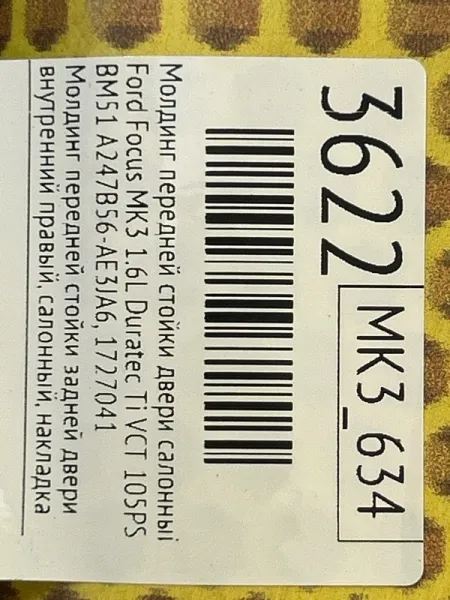 3622
MK3_634
Молдинг передней стойки двери салонный
Ford Focus MK3 1.6L Duratec Ti VCT 105PS
BM51 A247B56-AE3JA6, 1727041
Молдинг передней стойки задней двери
внутренний правый, салонный, накладка